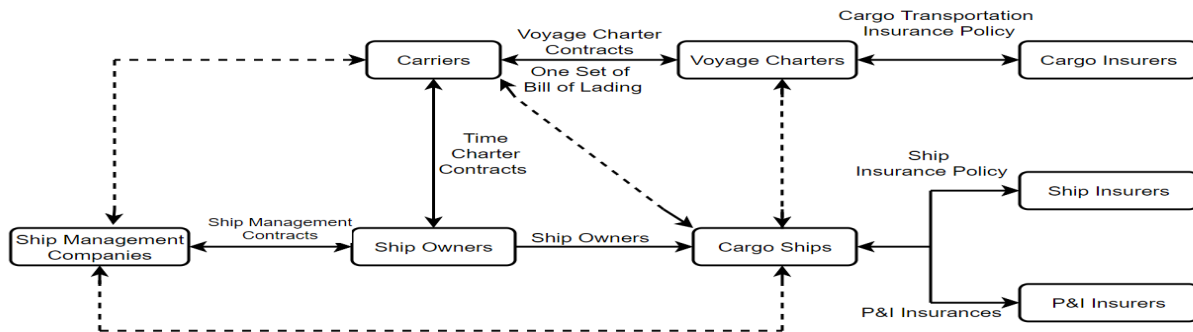 Cargo Transportation
Insurance Policy
Voyage Charter
Contracts
Carriers
Voyage Charters
Cargo Insurers
One Set of
Bill of Lading
Time
Charter
Contracts
Ship
Insurance Policy
Ship Insurers
Ship Management
Contracts
Ship Management
Companies
Ship Owners
Ship Owners
Cargo Ships
P&I Insurances
P&I Insurers